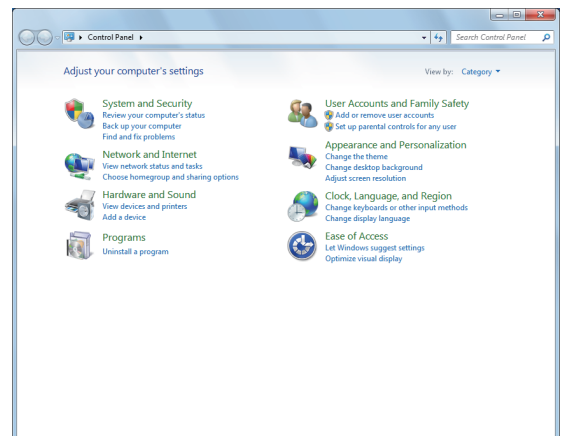 Control Panel
Search Control Panel
Adjust your computer's settings
View by: Category
System and Security
Review your computer's status
Back up your computer
Find and fix problems
Network and Internet
View network status and tasks
Choose homegroup and sharing options
Hardware and Sound
View devices and printers
Add a device
Programs
Uninstall a program
User Accounts and Family Safety
Add or remove user accounts
Set up parental controls for any user
Appearance and Personalization
Change the theme
Change desktop background
Adjust screen resolution
Clock, Language, and Region
Change keyboards or other input methods
Change display language
Ease of Access
Let Windows suggest settings
Optimize visual display